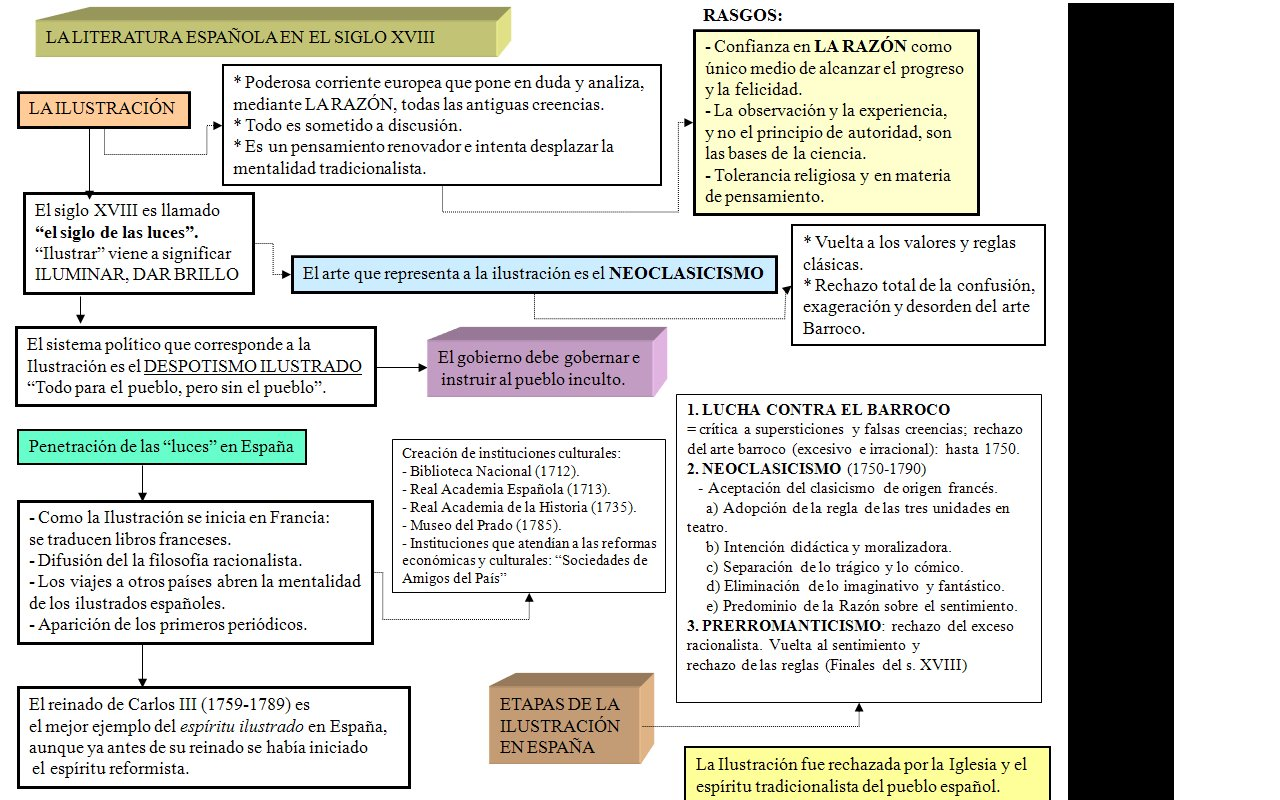 LA LITERATURA ESPAÑOLA EN EL SIGLO XVIII
LA ILUSTRACIÓN
* Poderosa corriente europea que pone en duda y analiza,
mediante LA RAZÓN, todas las antiguas creencias.
* Todo es sometido a discusión.
* Es un pensamiento renovador e intenta desplazar la
mentalidad tradicionalista.
RASGOS:
- Confianza en LA RAZÓN como
único medio de alcanzar el progreso
y la felicidad.
- La observación y la experiencia,
y no el principio de autoridad, son
las bases de la ciencia.
- Tolerancia religiosa y en materia
de pensamiento.
El siglo XVIII es llamado
“el siglo de las luces”.
“Ilustrar” viene a significar
ILUMINAR, DAR BRILLO
El arte que representa a la ilustración es el NEOCLASICISMO
* Vuelta a los valores y reglas
clásicas.
* Rechazo total de la confusión,
exageración y desorden del arte
Barroco.
El sistema político que corresponde a la
Ilustración es el DESPOTISMO ILUSTRADO
“Todo para el pueblo, pero sin el pueblo”.
El gobierno debe gobernar e
instruir al pueblo inculto.
Penetración de las “luces” en España
- Como la Ilustración se inicia en Francia:
se traducen libros franceses.
- Difusión del la filosofía racionalista.
- Los viajes a otros países abren la mentalidad
de los ilustrados españoles.
- Aparición de los primeros periódicos.
Creación de instituciones culturales:
- Biblioteca Nacional (1712).
- Real Academia Española (1713).
- Real Academia de la Historia (1735).
- Museo del Prado (1785).
- Instituciones que atendían a las reformas
económicas y culturales: “Sociedades de
Amigos del País”
El reinado de Carlos III (1759-1789) es
el mejor ejemplo del espíritu ilustrado en España,
aunque ya antes de su reinado se había iniciado
el espíritu reformista.
ETAPAS DE LA
ILUSTRACIÓN
EN ESPAÑA
1. LUCHA CONTRA EL BARROCO
= crítica a supersticiones y falsas creencias; rechazo
del arte barroco (excesivo e irracional): hasta 1750.
2. NEOCLASICISMO (1750-1790)
- Aceptación del clasicismo de origen francés.
a) Adopción de la regla de las tres unidades en
teatro.
b) Intención didáctica y moralizadora.
c) Separación de lo trágico y lo cómico.
d) Eliminación de lo imaginativo y fantástico.
e) Predominio de la Razón sobre el sentimiento.
3. PRERROMANTICISMO: rechazo del exceso
racionalista. Vuelta al sentimiento y
rechazo de las reglas (Finales del s. XVIII)
La Ilustración fue rechazada por la Iglesia y el
espíritu tradicionalista del pueblo español.